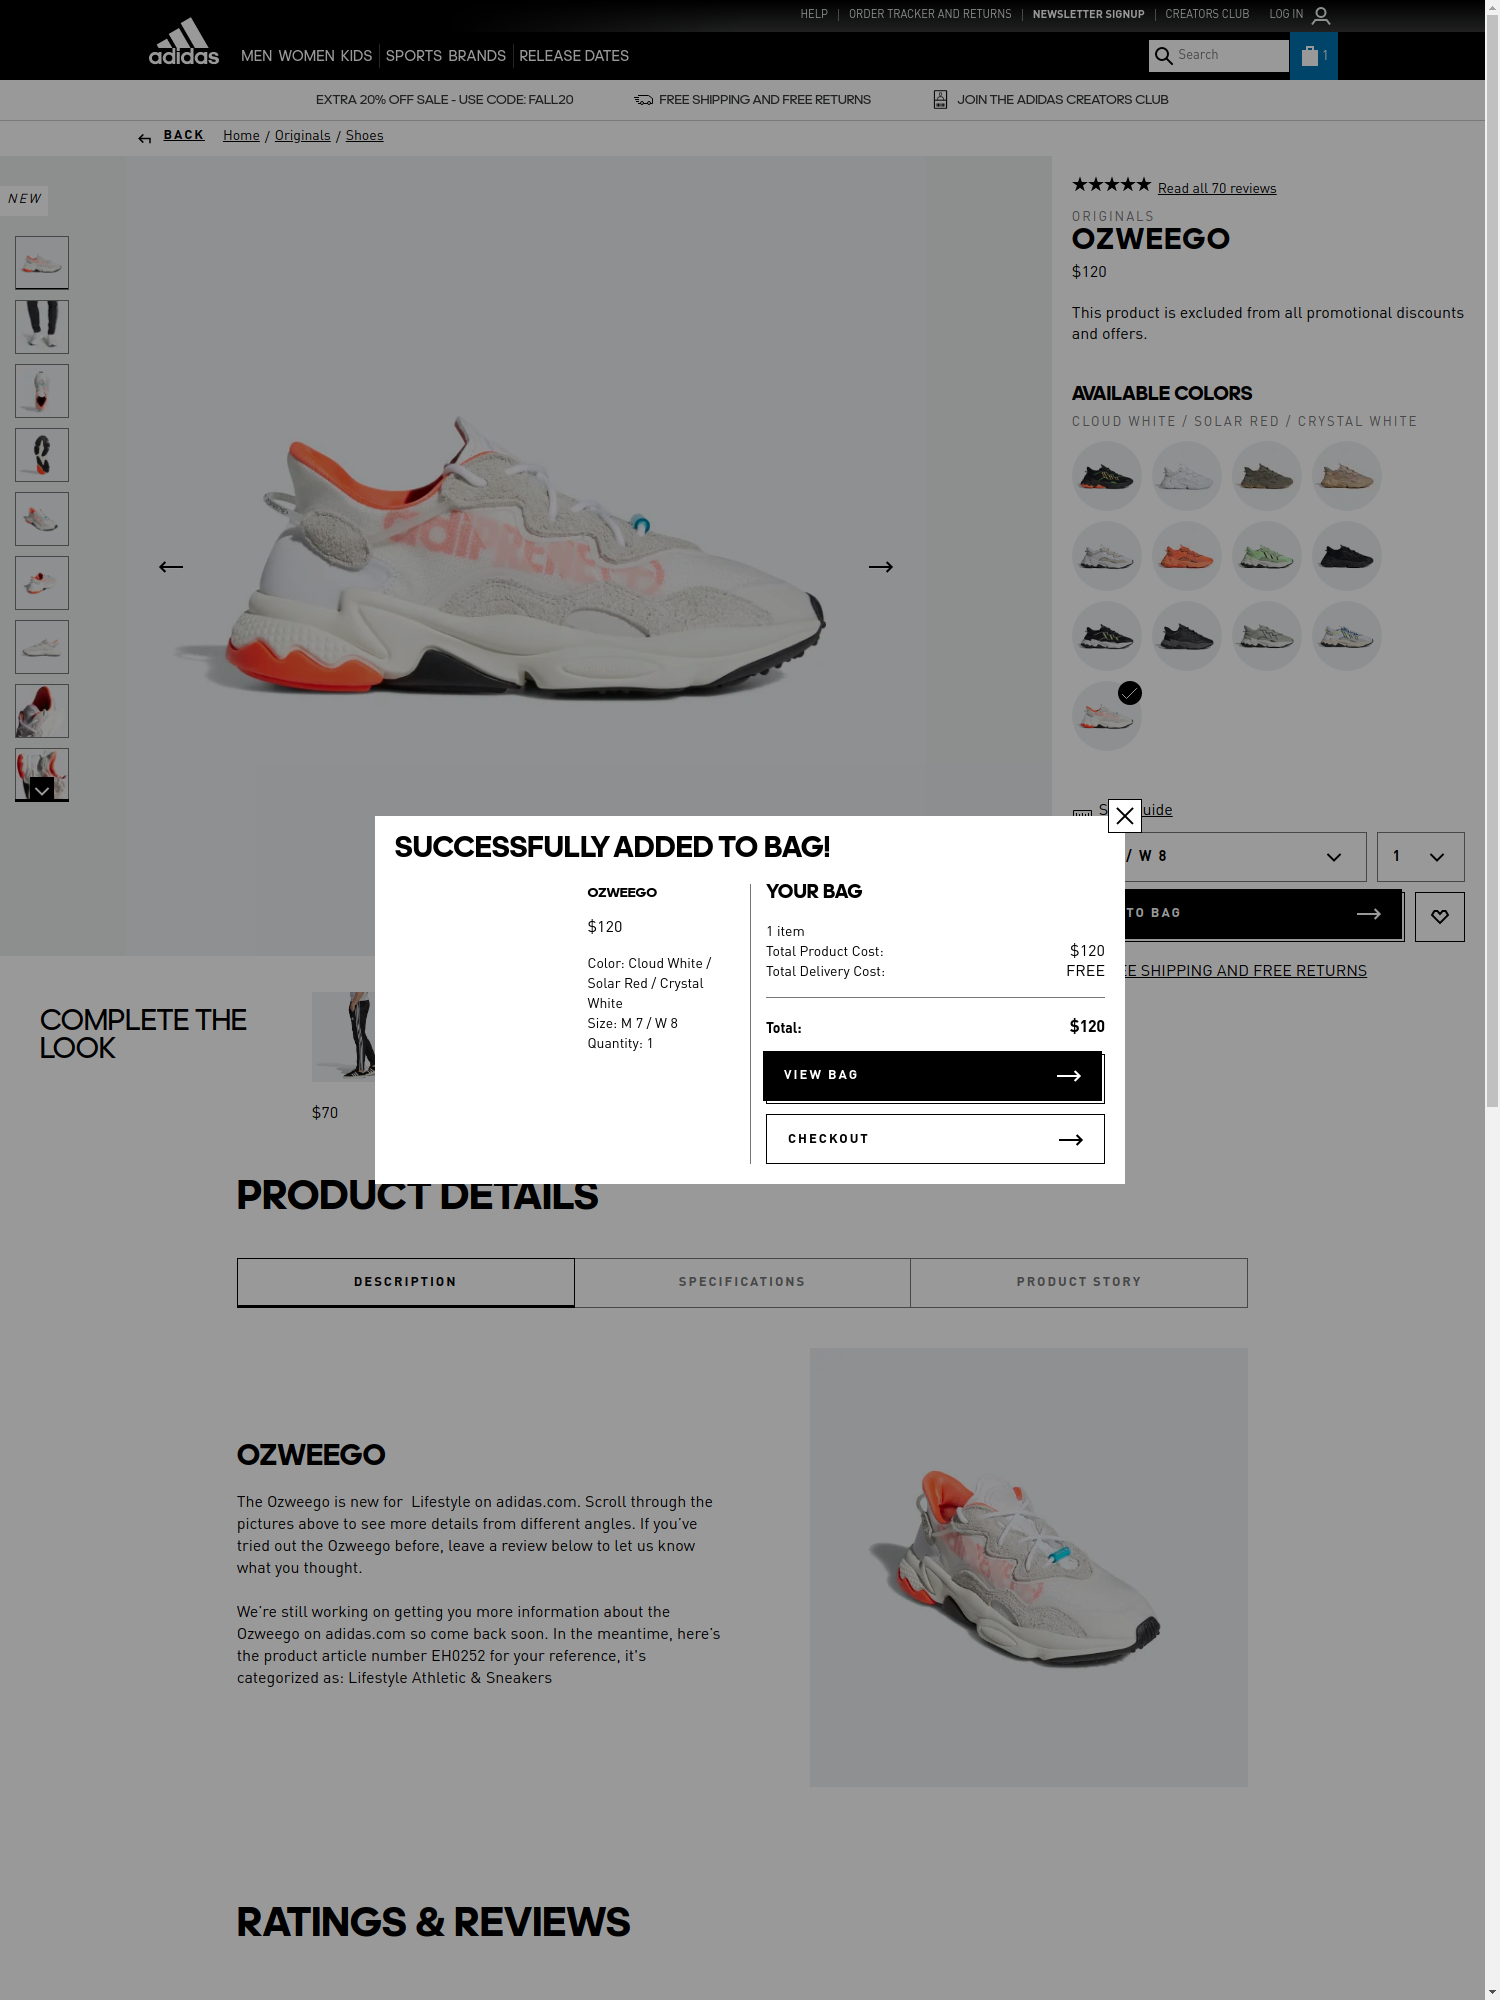 HELP
ORDER TRACKER AND RETURNS
NEWSLETTER SIGNUP
CREATORS CLUB
LOG IN
adidas
MEN WOMEN KIDS SPORTS BRANDS RELEASE DATES
Search
1
EXTRA 20% OFF SALE - USE CODE: FALL20
FREE SHIPPING AND FREE RETURNS
JOIN THE ADIDAS CREATORS CLUB
BACK
Home / Originals / Shoes
NEW
Read all 70 reviews
ORIGINALS
OZWEEGO
$120
This product is excluded from all promotional discounts
and offers.
AVAILABLE COLORS
CLOUD WHITE / SOLAR RED / CRYSTAL WHITE
S uide
/ W 8
1
TO BAG
EE SHIPPING AND FREE RETURNS
SUCCESSFULLY ADDED TO BAG!
OZWEEGO
$120
Color: Cloud White /
Solar Red / Crystal
White
Size: M 7 / W 8
Quantity: 1
YOUR BAG
1 item
Total Product Cost: $120
Total Delivery Cost: FREE
Total: $120
VIEW BAG
CHECKOUT
COMPLETE THE
LOOK
$70
PRODUCT DETAILS
DESCRIPTION
SPECIFICATIONS
PRODUCT STORY
OZWEEGO
The Ozweego is new for  Lifestyle on adidas.com. Scroll through the
pictures above to see more details from different angles. If you've
tried out the Ozweego before, leave a review below to let us know
what you thought.
We're still working on getting you more information about the
Ozweego on adidas.com so come back soon. In the meantime, here's
the product article number EH0252 for your reference, it's
categorized as: Lifestyle Athletic & Sneakers
RATINGS & REVIEWS